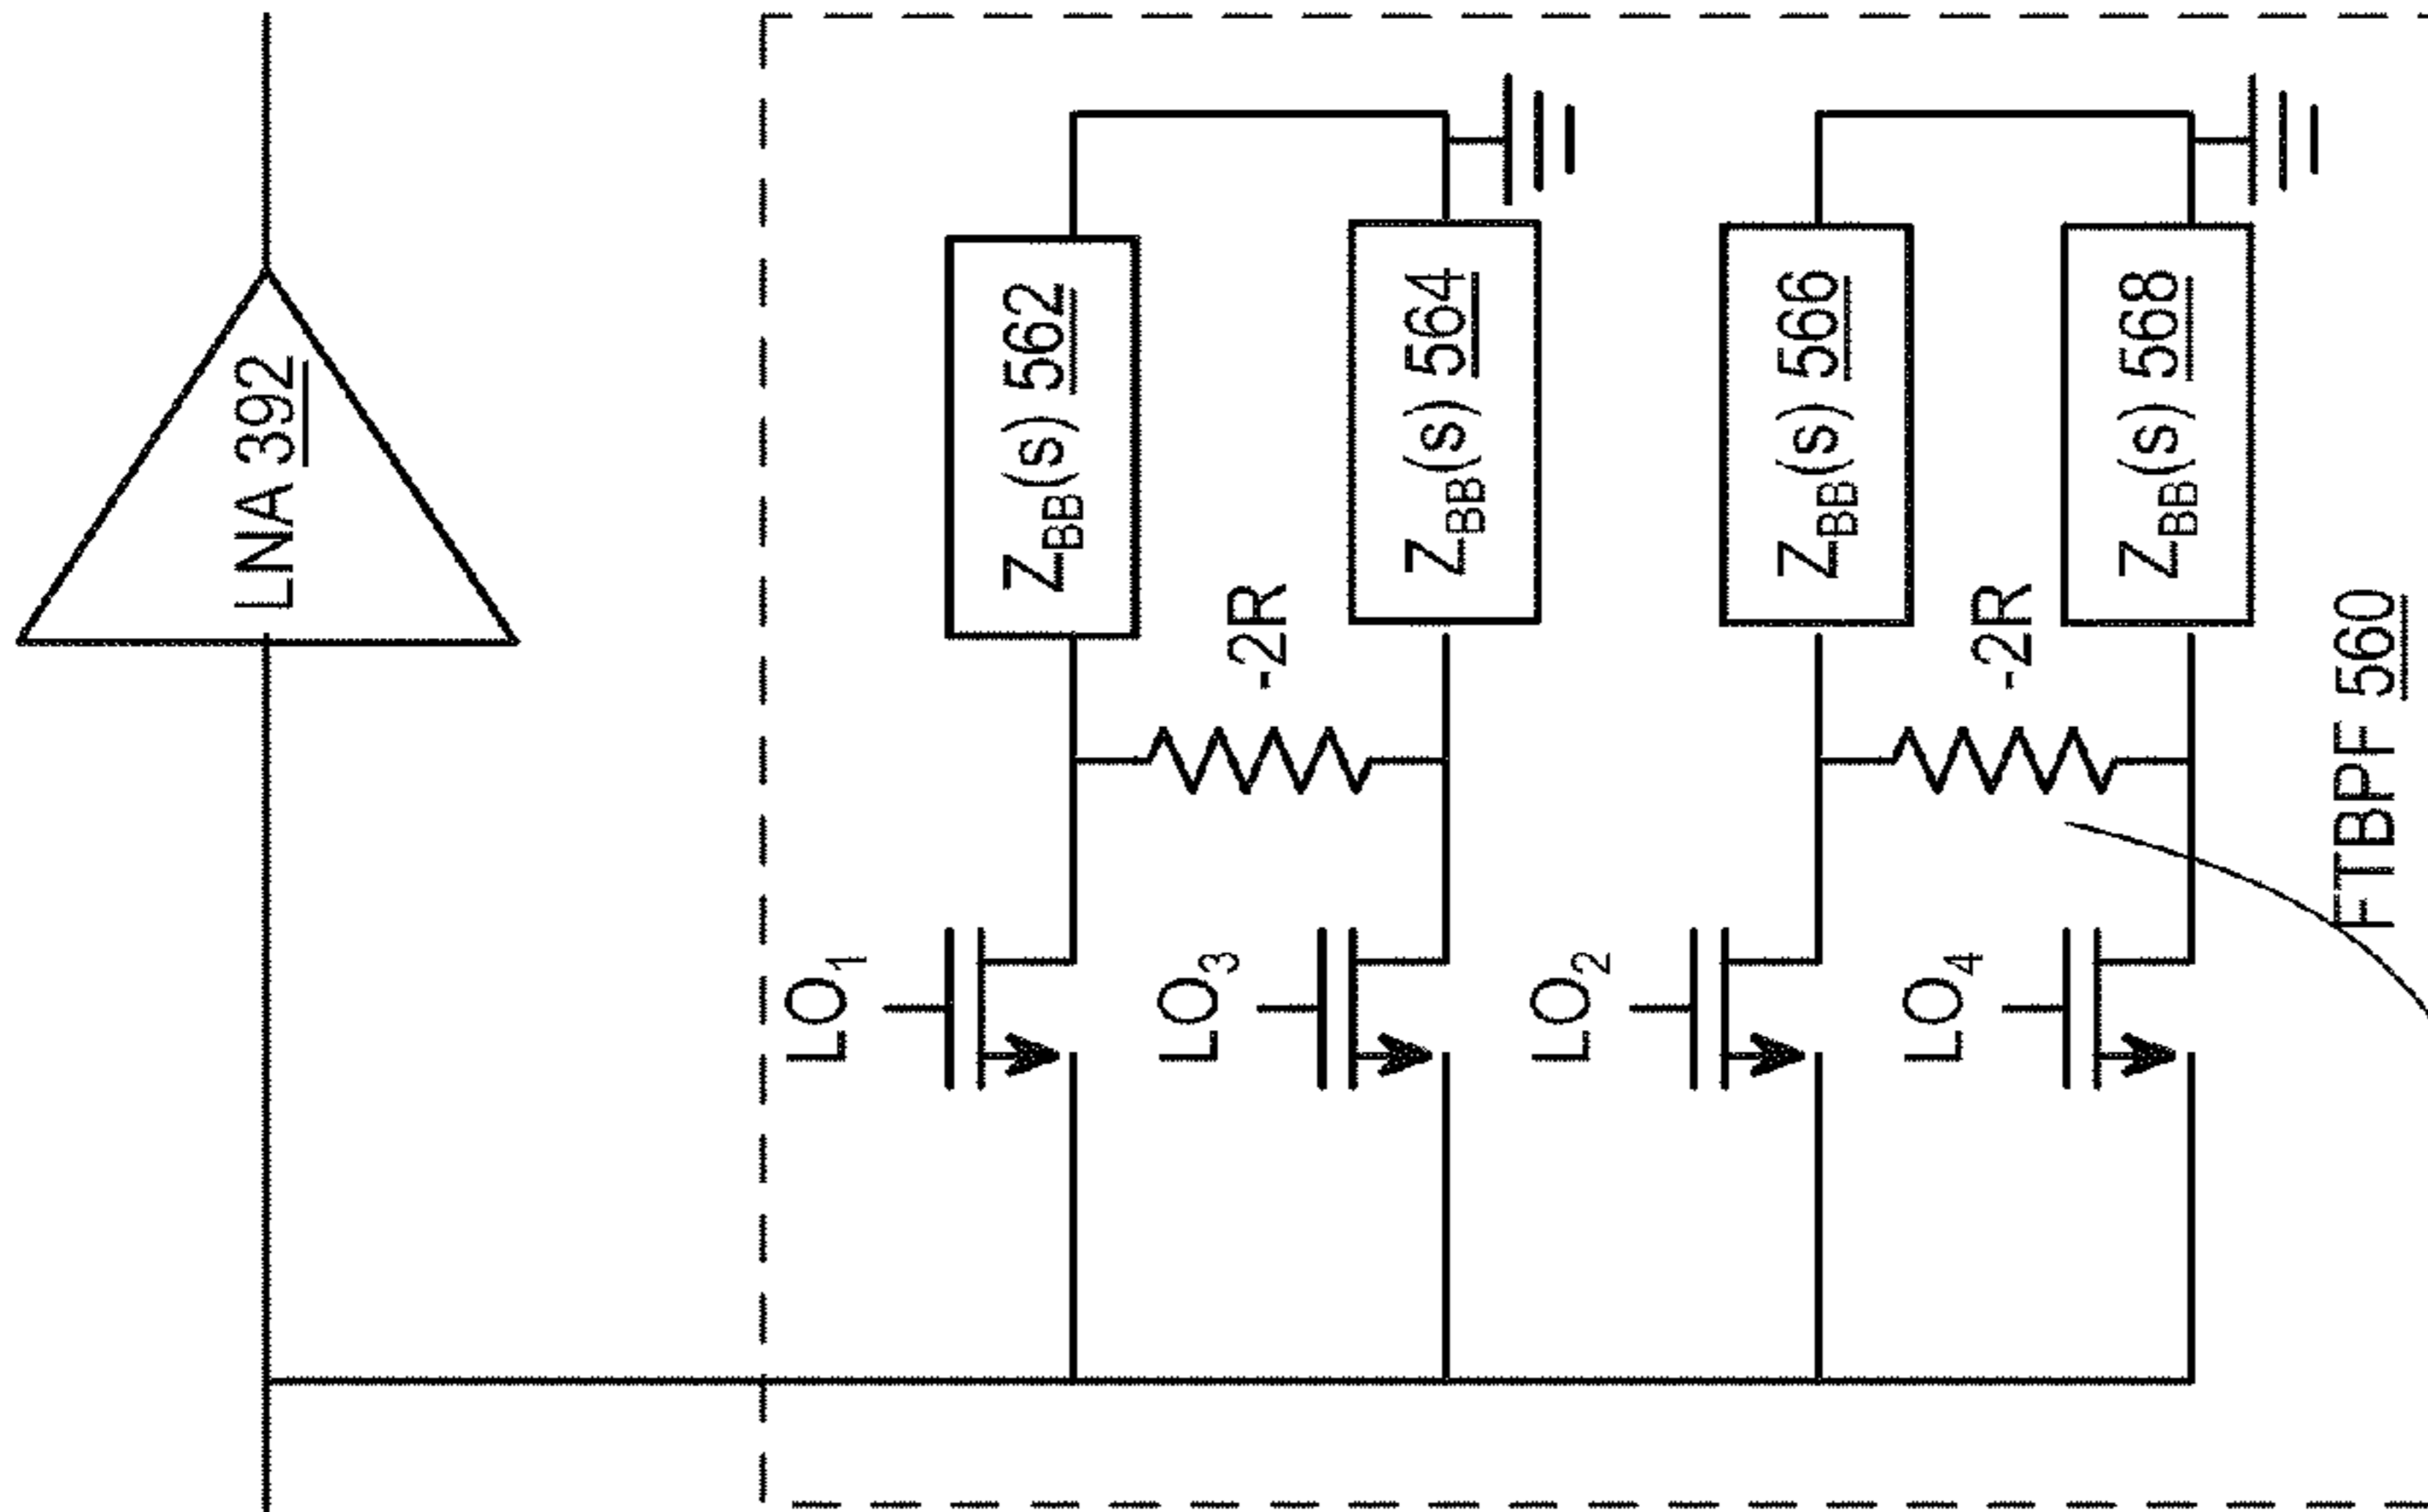 LNA 392
LO₁
Z_BB(s) 562
-2R
LO₃
Z_BB(s) 564
LO₂
Z_BB(s) 566
-2R
LO₄
Z_BB(s) 568
FTBPF 560